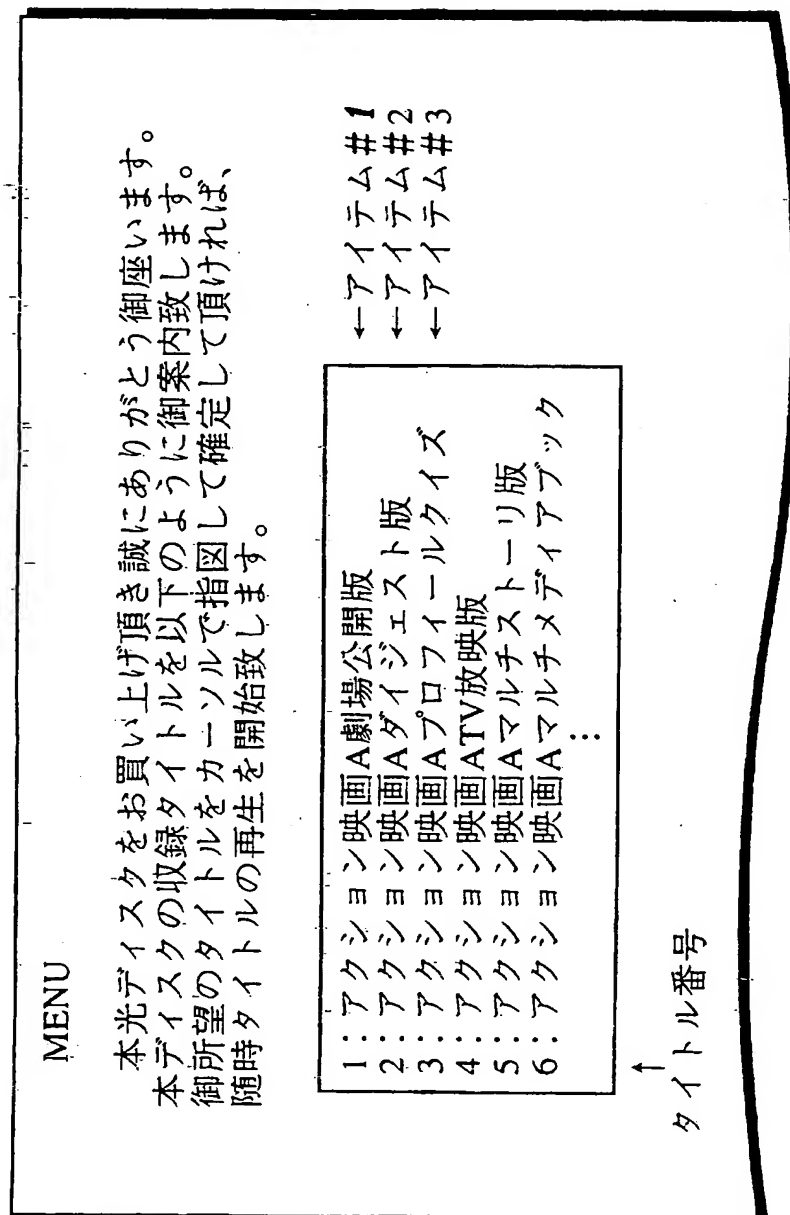 MENU
本光ディスクをお買い上げ頂き誠にありがとう御座います。
本ディスクの収録タイトルを以下のように御案内致します。
御所望のタイトルをカーソルで指図して確定して頂ければ、
随時タイトルの再生を開始致します。
1：アクション映画A劇場公開版 ←アイテム＃1
2：アクション映画Aダイジェスト版 ←アイテム＃2
3：アクション映画Aプロフィールクイズ ←アイテム＃3
4：アクション映画ATV放映版
5：アクション映画Aマルチストーリ版
6：アクション映画Aマルチメディアブック
⋮
↑
タイトル番号